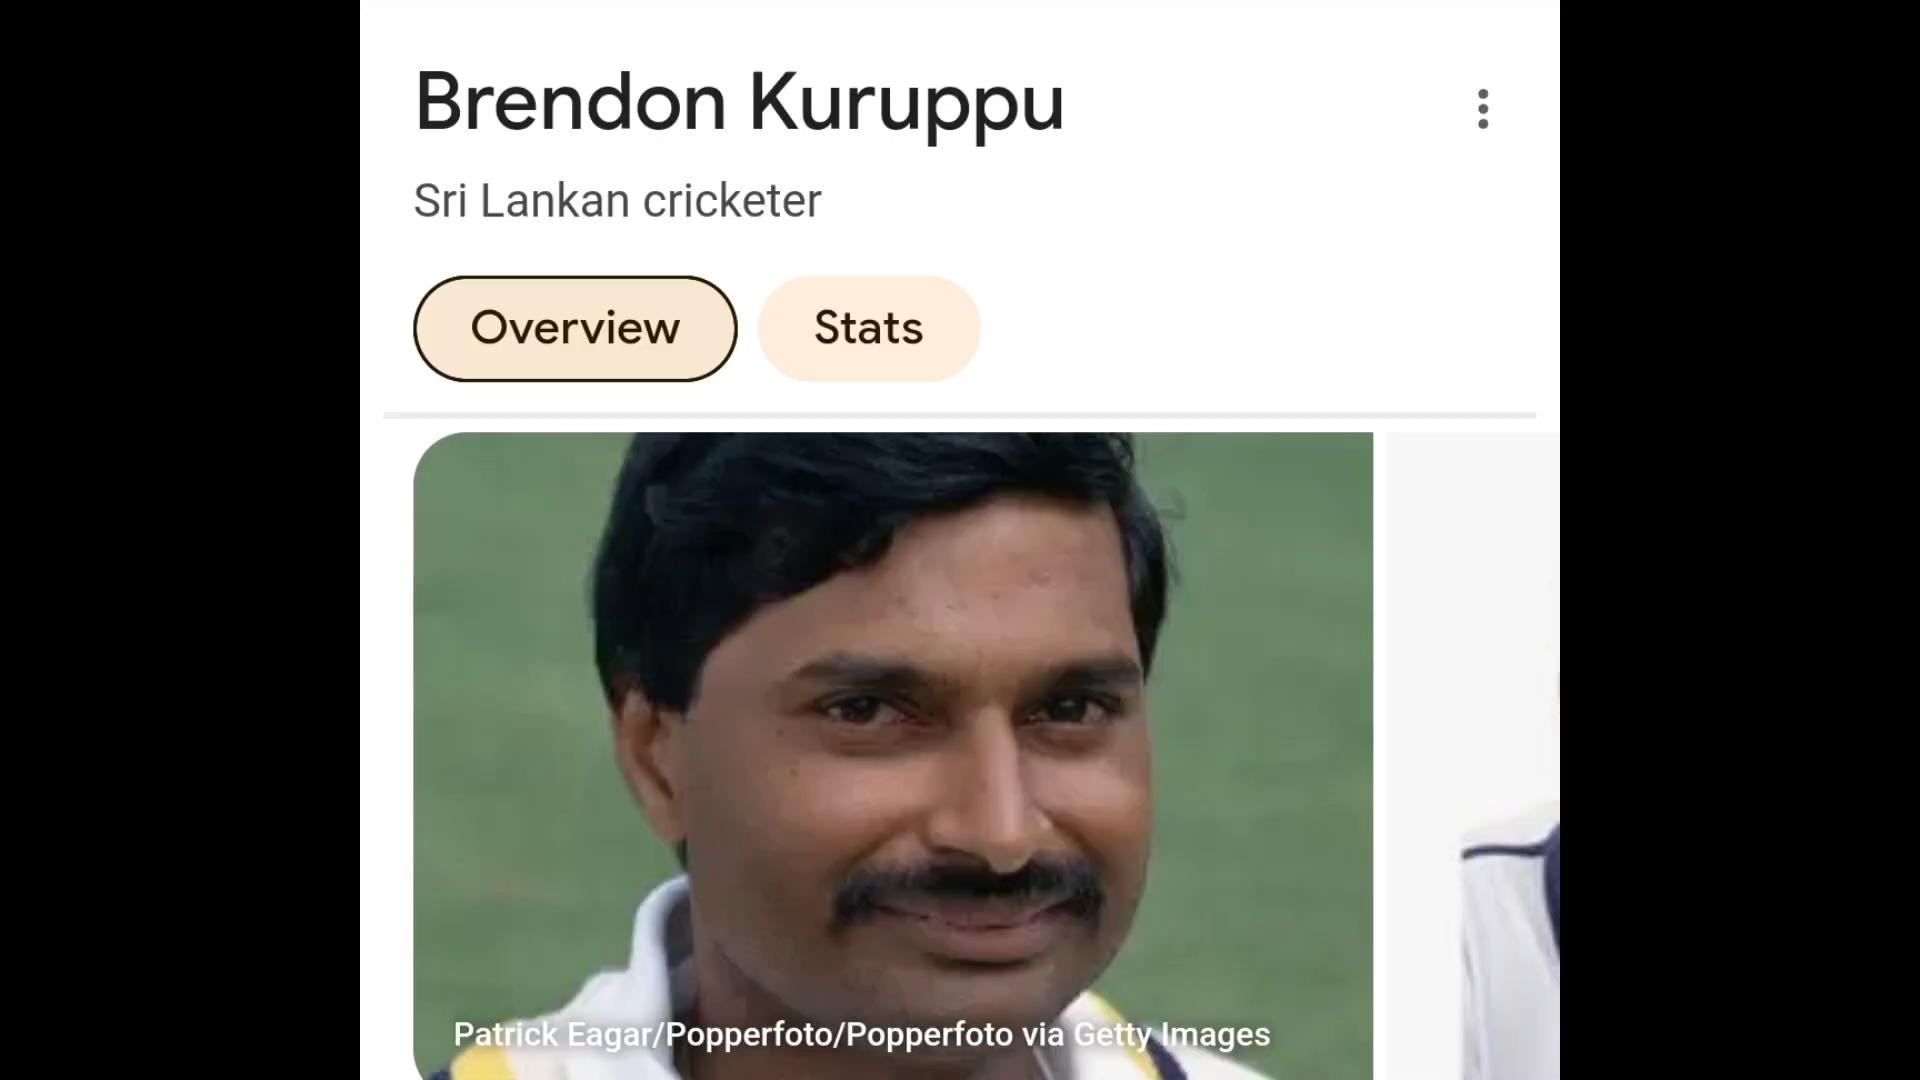 Brendon Kuruppu
Sri Lankan cricketer
Overview
Stats
Patrick Eagar/Popperfoto/Popperfoto via Getty Images